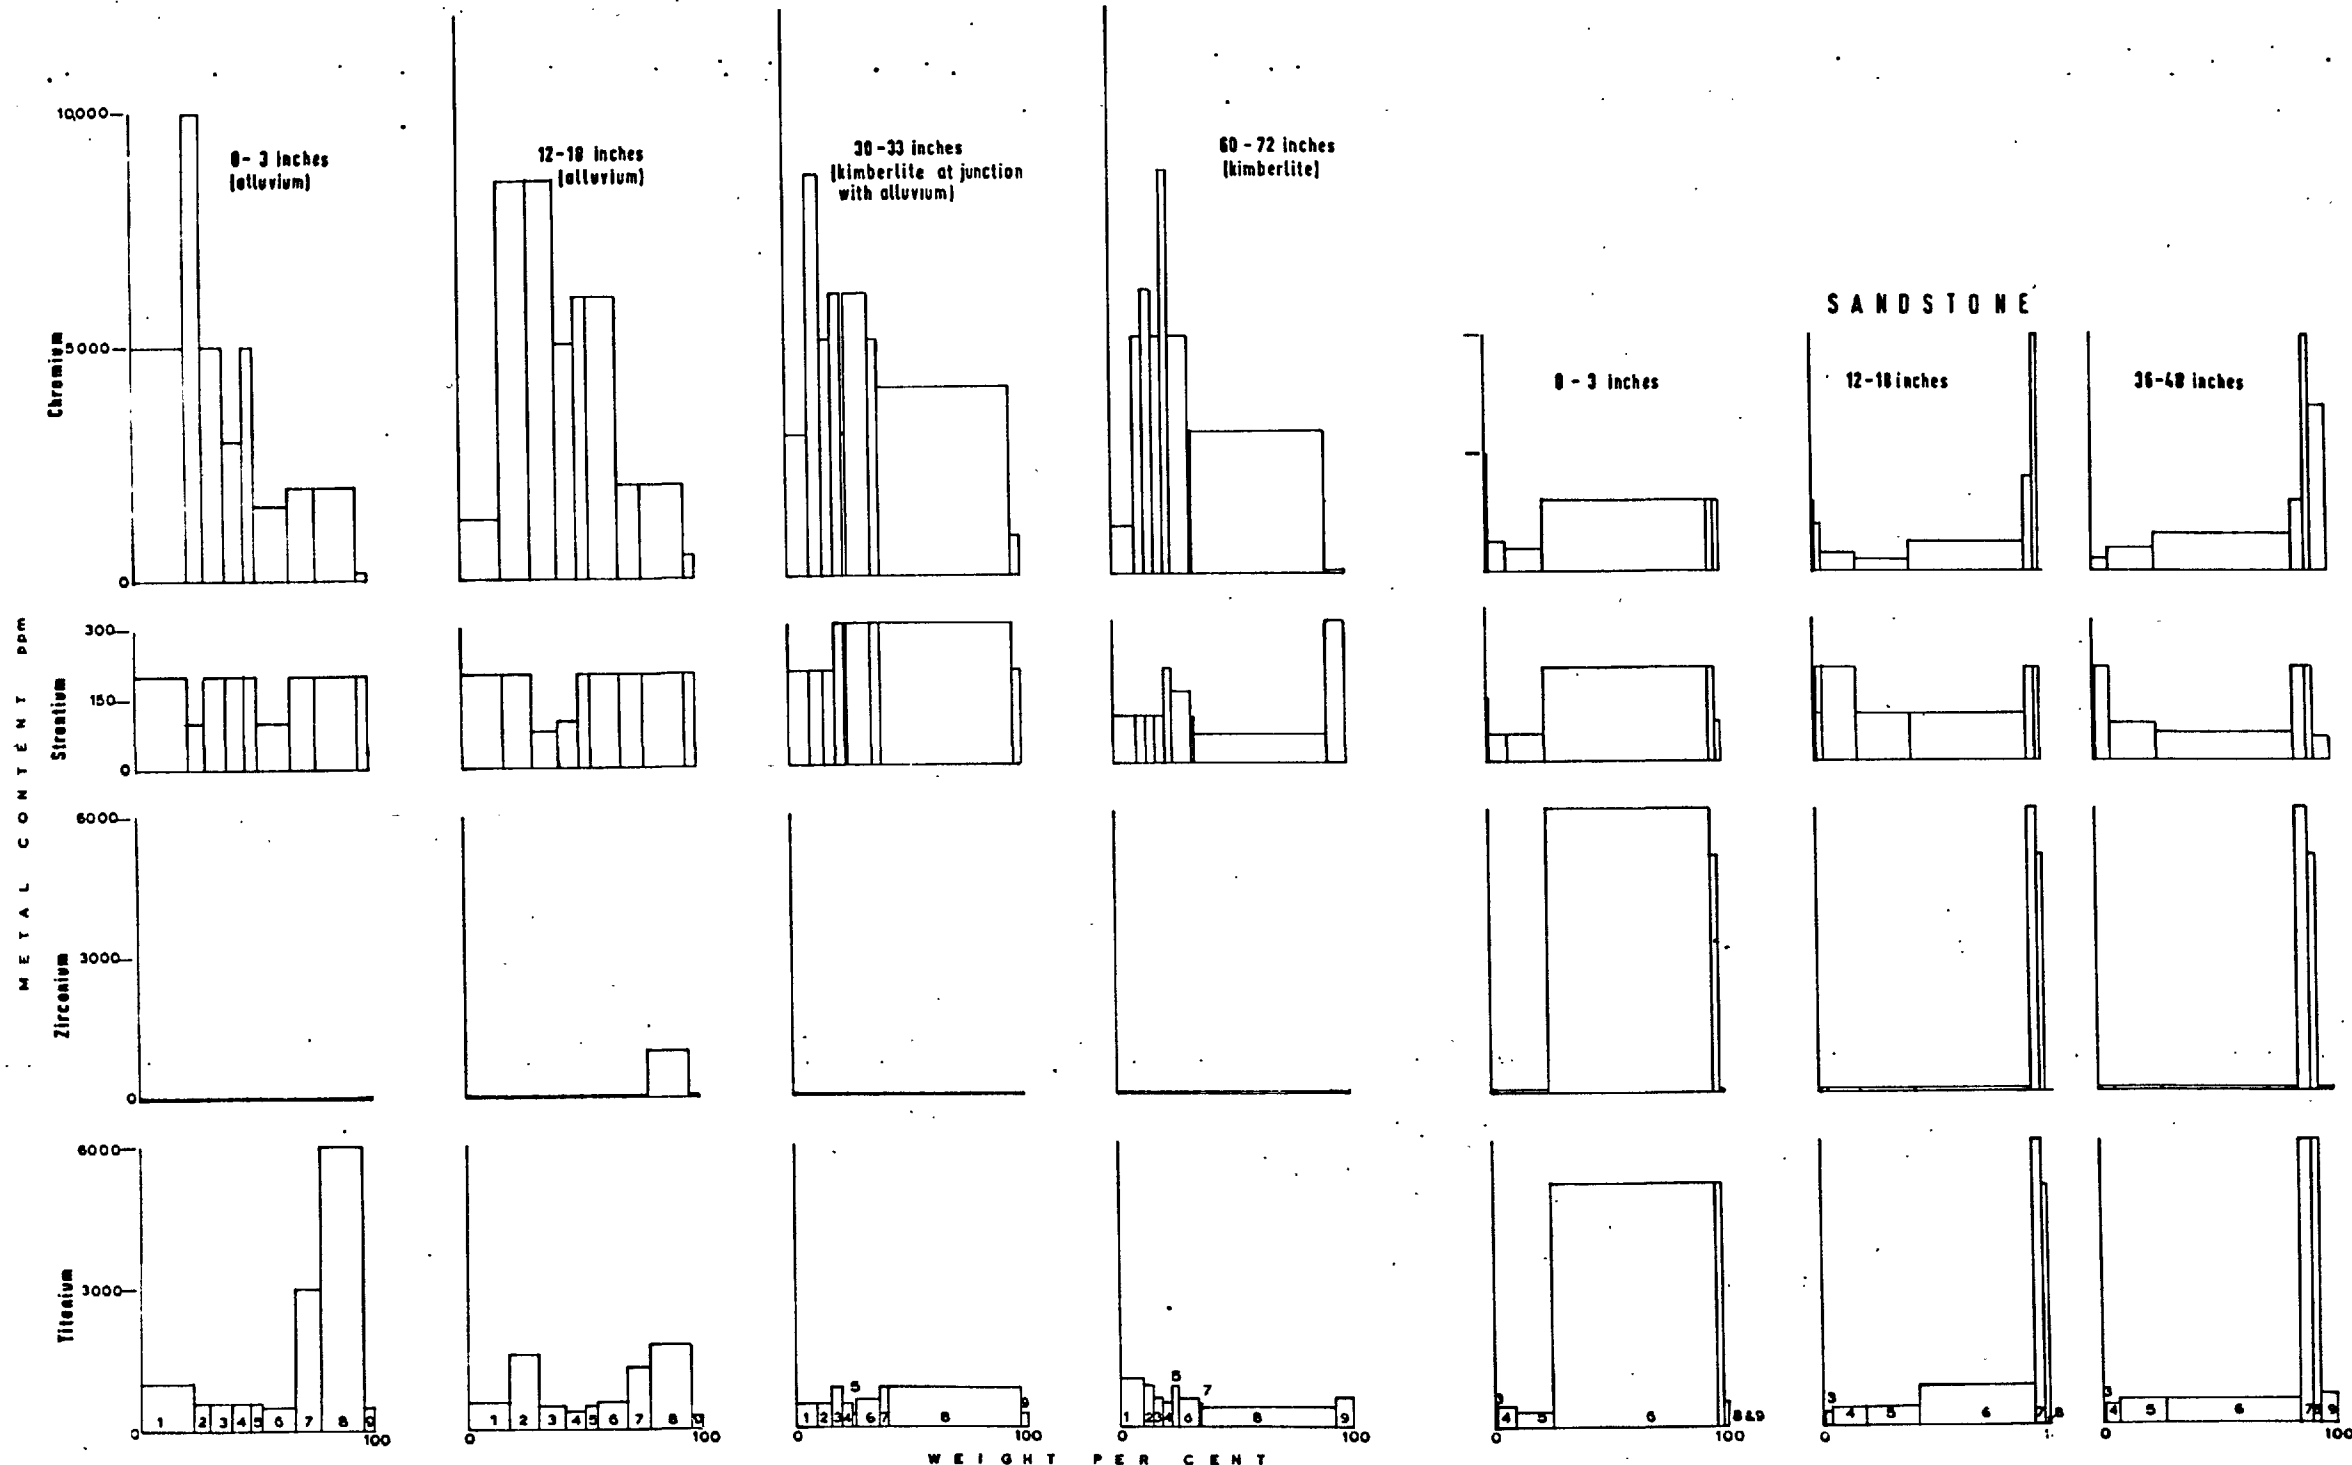 10,000
0 - 3 inches
(alluvium)
12-18 inches
(alluvium)
30-33 inches
(kimberlite at junction
with alluvium)
60-72 inches
(kimberlite)
SANDSTONE
0 - 3 inches
12-18 inches
36-48 inches
Chromium
5000
0
METAL CONTENT ppm
Strontium
300
150
0
Zirconium
6000
3000
0
Titanium
6000
3000
0
1 2 3 4 5 6 7 8 9
0 100
1 2 3 4 5 6 7 8 9
0 100
1 2 3 4 5 6 7 8 9
0 100
1 2 3 4 5 6 7 8 9
0 100
3 4 5 6 8&9
0 100
3 4 5 6 7 8
0
3 4 5 6 7 8 9
0 100
WEIGHT PER CENT